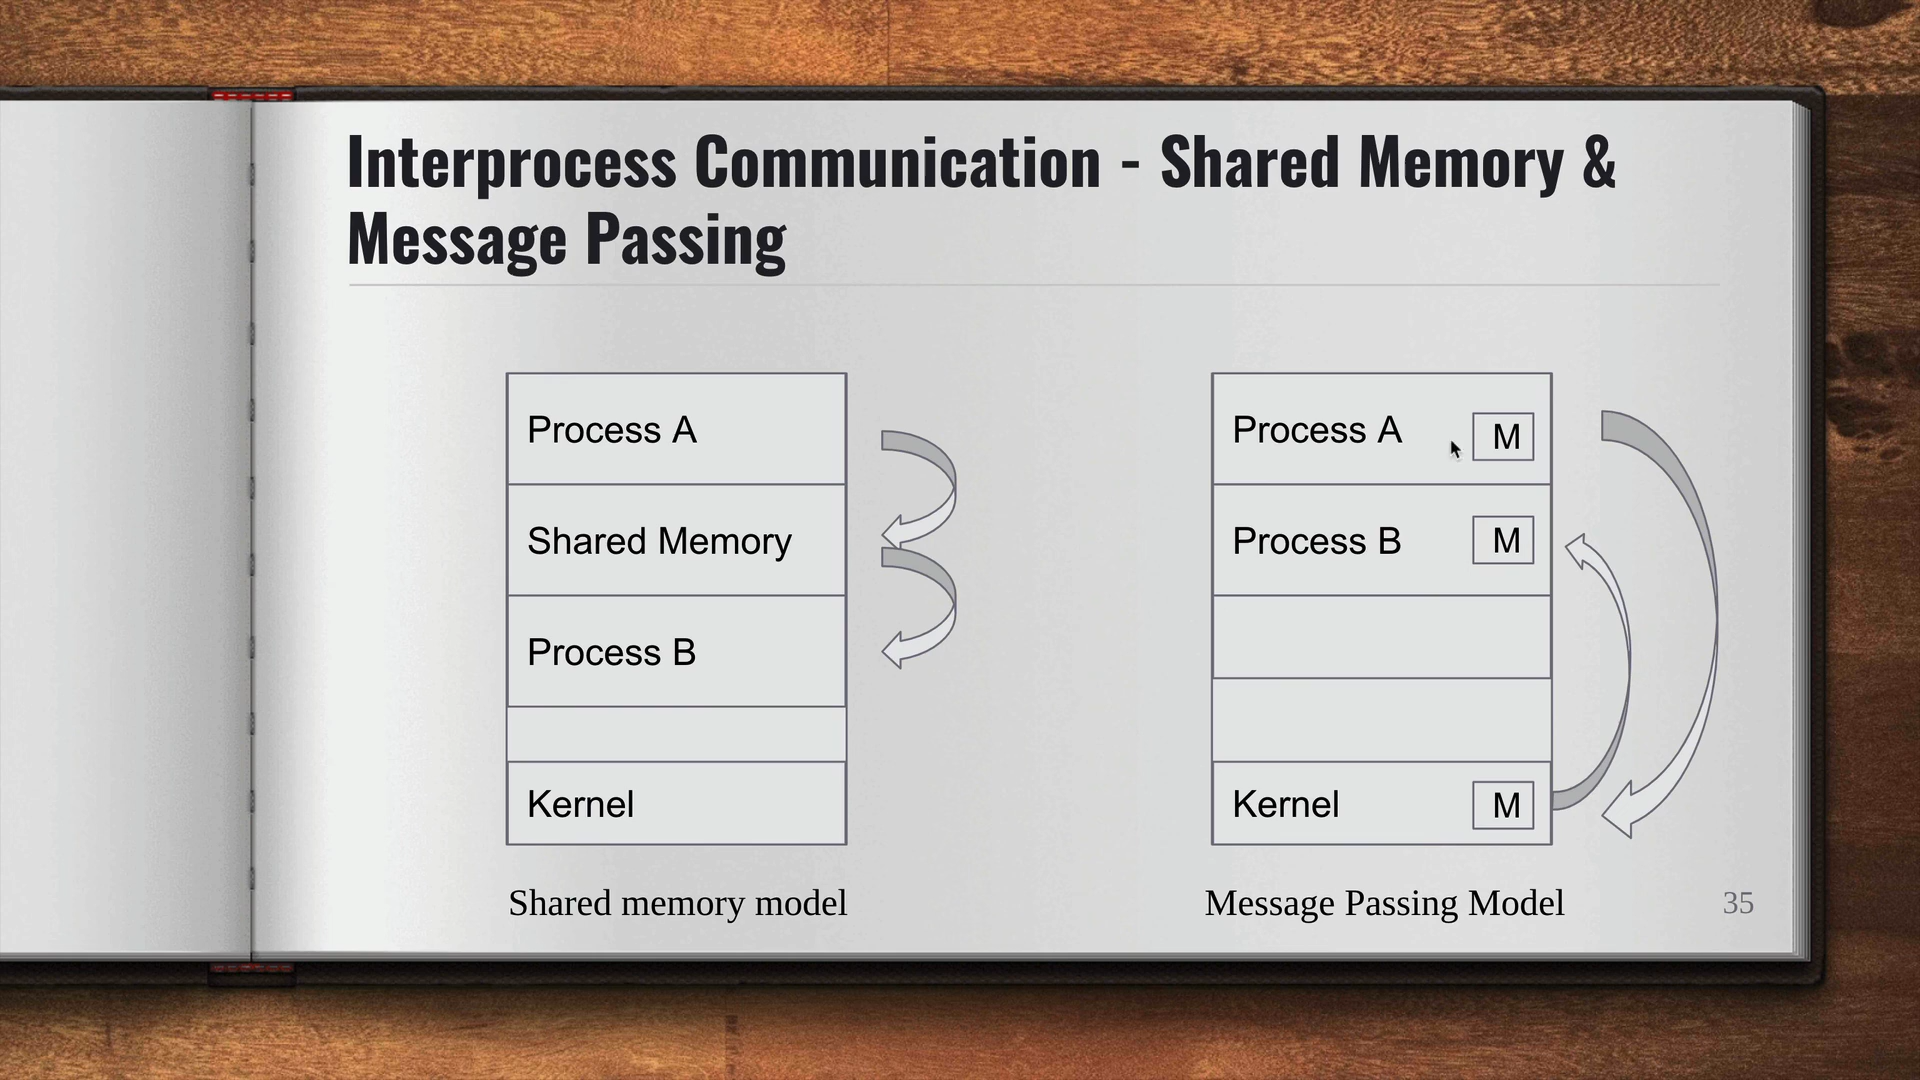 Interprocess Communication - Shared Memory &
Message Passing
Process A
Shared Memory
Process B
Kernel
Shared memory model
Process A M
Process B M
Kernel M
Message Passing Model
35